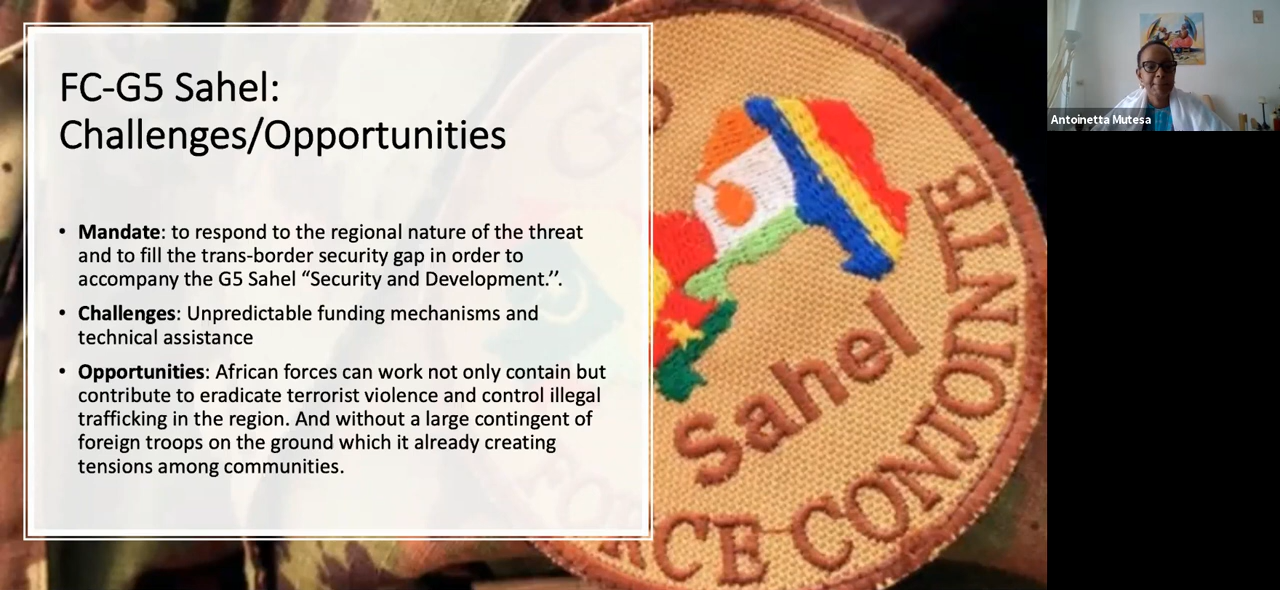 FC-G5 Sahel:
Challenges/Opportunities
• Mandate: to respond to the regional nature of the threat
and to fill the trans-border security gap in order to
accompany the G5 Sahel “Security and Development.’’.
• Challenges: Unpredictable funding mechanisms and
technical assistance
• Opportunities: African forces can work not only contain but
contribute to eradicate terrorist violence and control illegal
trafficking in the region. And without a large contingent of
foreign troops on the ground which it already creating
tensions among communities.
Sahel
FORCE CONJOINTE
Antoinetta Mutesa